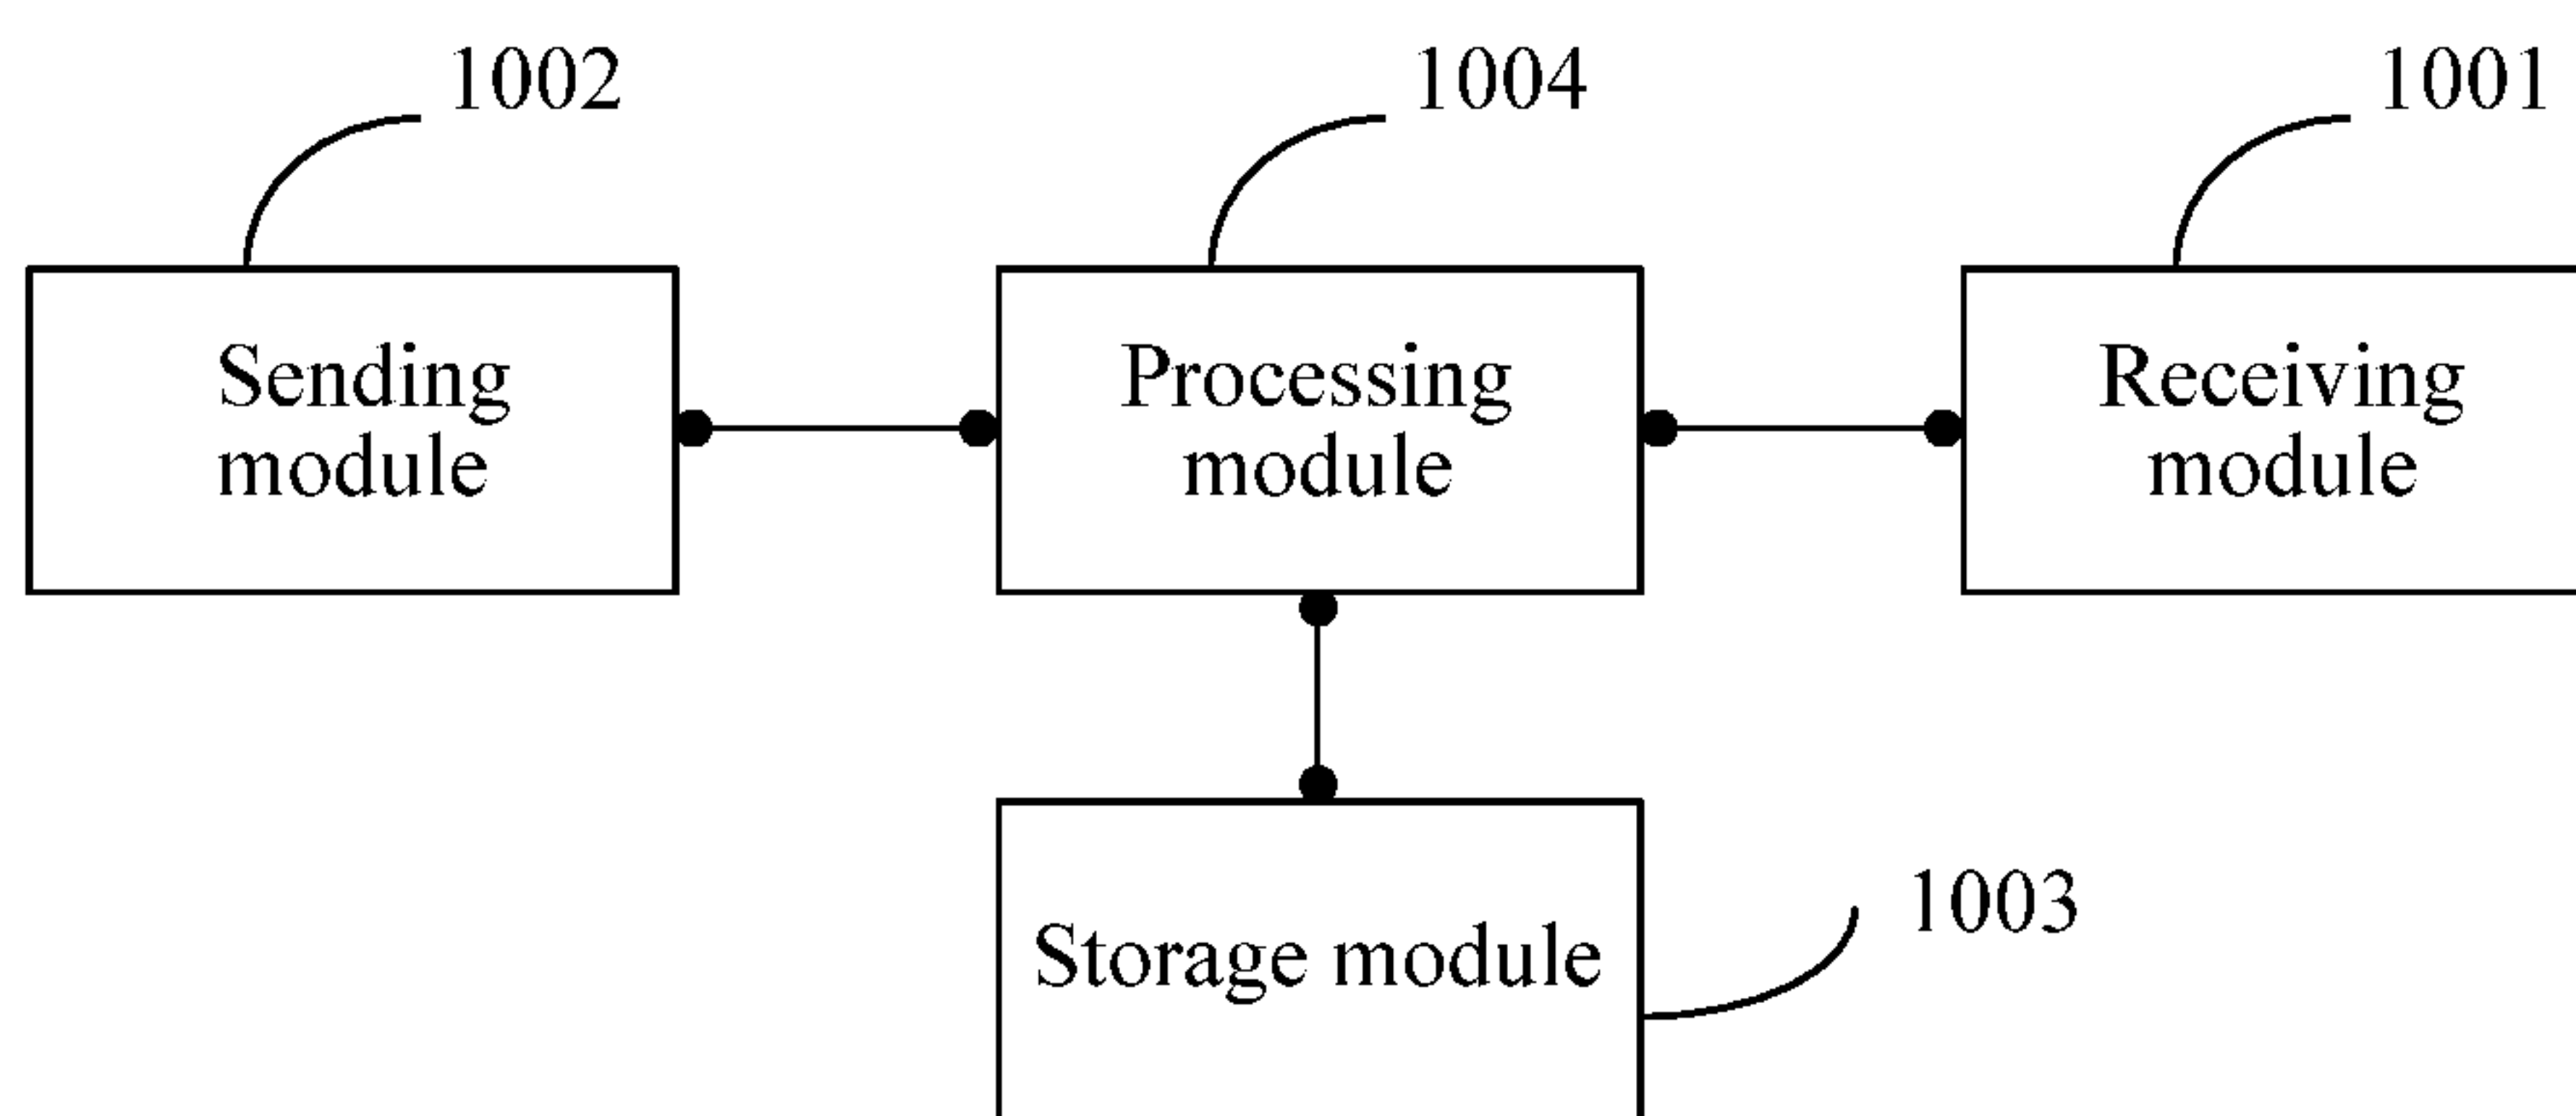 1002
1004
1001
Sending
module
Processing
module
Receiving
module
1003
Storage module